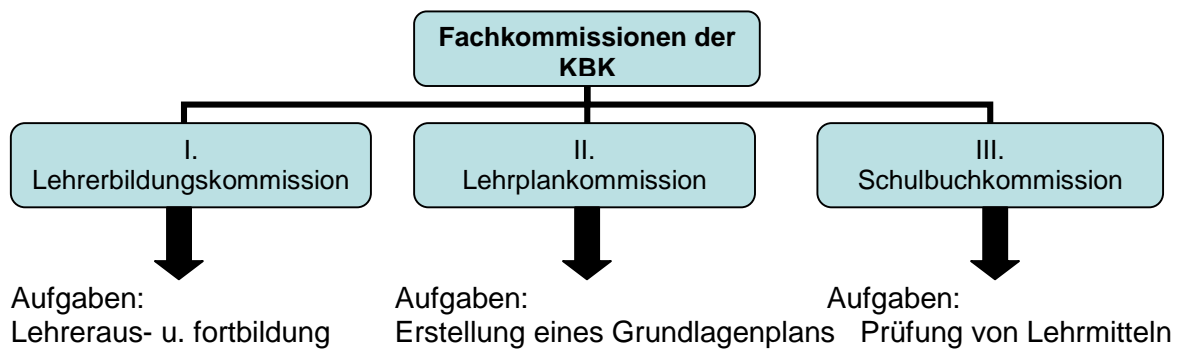 Fachkommissionen der
KBK
I.
Lehrerbildungskommission
II.
Lehrplankommission
III.
Schulbuchkommission
Aufgaben:
Lehreraus- u. fortbildung
Aufgaben:
Erstellung eines Grundlagenplans
Aufgaben:
Prüfung von Lehrmitteln